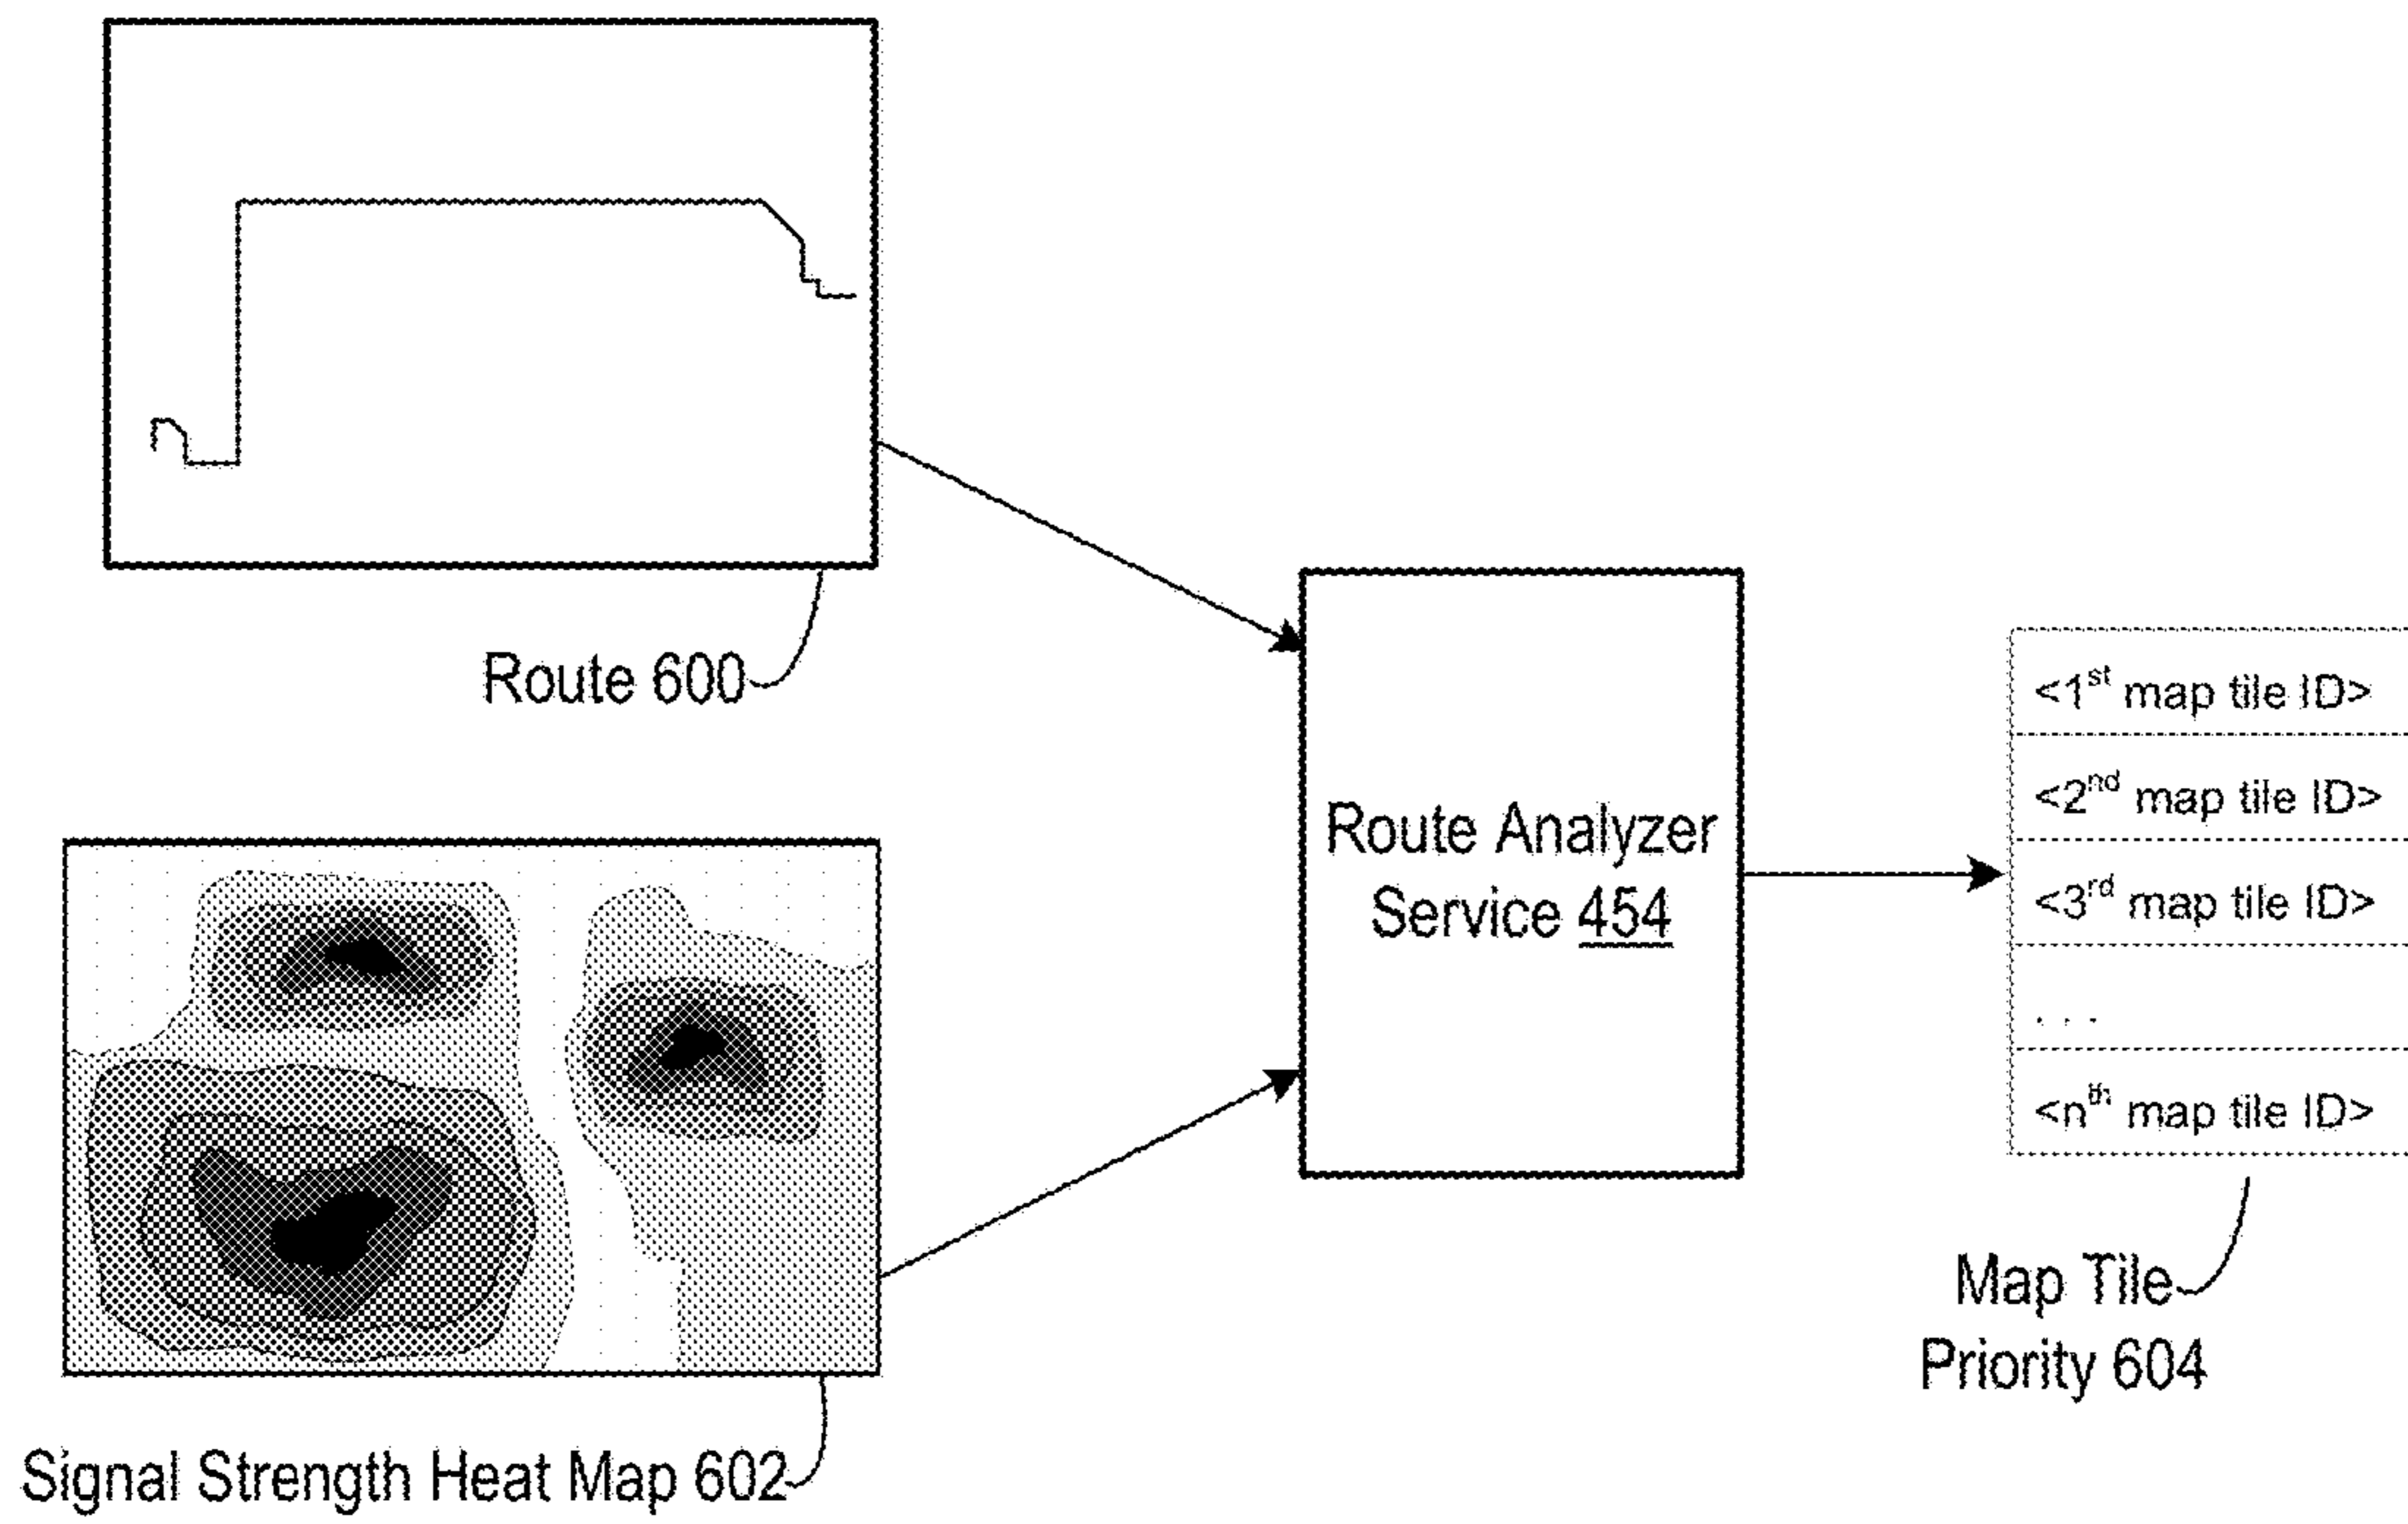 Route 600
Route Analyzer
Service 454
<1st map tile ID>
<2nd map tile ID>
<3rd map tile ID>
. . .
<nth map tile ID>
Map Tile
Priority 604
Signal Strength Heat Map 602